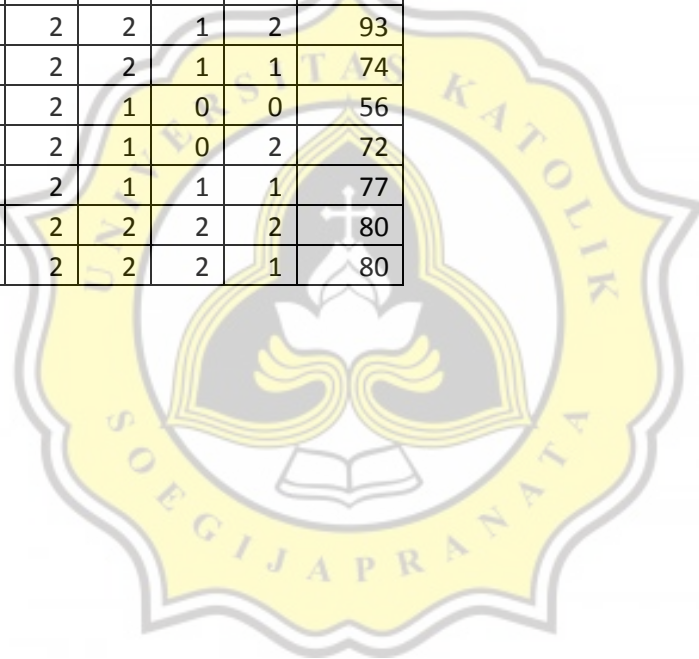 2 2 1 2 93
2 2 1 1 74
2 1 0 0 56
2 1 0 2 72
2 1 1 1 77
2 2 2 2 80
2 2 2 1 80
UNIVERSITAS KATOLIK
SOEGIJAPRANATA